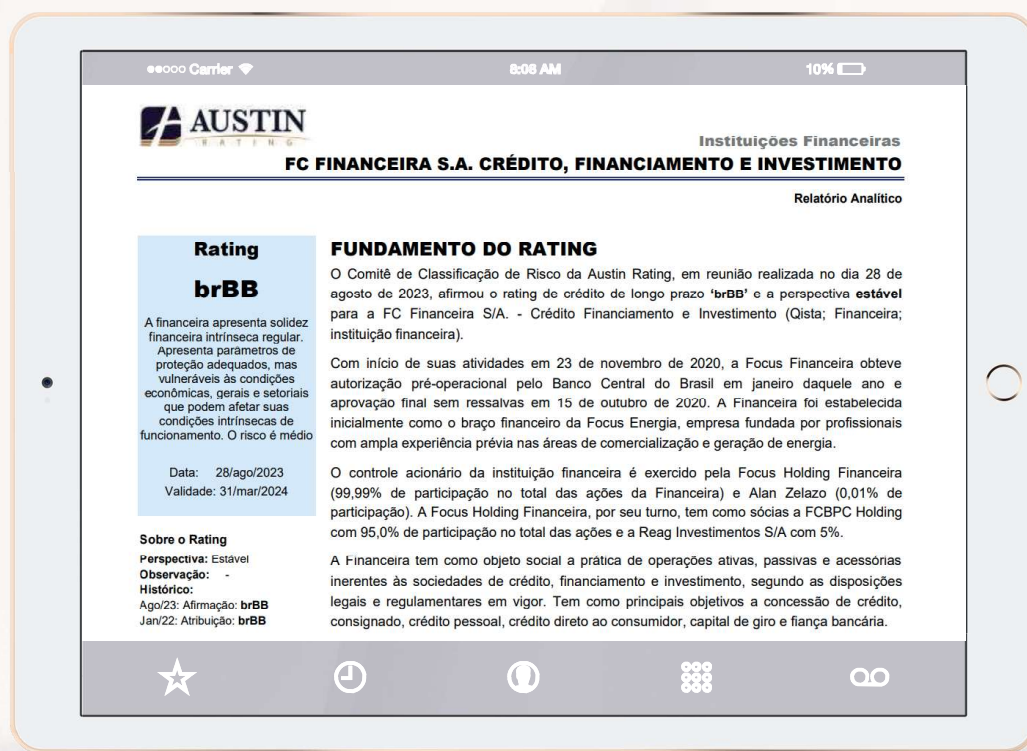 Carrier
8:08 AM
10%
AUSTIN
RATING
Instituições Financeiras
FC FINANCEIRA S.A. CRÉDITO, FINANCIAMENTO E INVESTIMENTO
Relatório Analítico
Rating
brBB
A financeira apresenta solidez
financeira intrínseca regular.
Apresenta parâmetros de
proteção adequados, mas
vulneráveis às condições
econômicas, gerais e setoriais
que podem afetar suas
condições intrínsecas de
funcionamento. O risco é médio
Data: 28/ago/2023
Validade: 31/mar/2024
Sobre o Rating
Perspectiva: Estável
Observação: -
Histórico:
Ago/23: Afirmação: brBB
Jan/22: Atribuição: brBB
FUNDAMENTO DO RATING
O Comitê de Classificação de Risco da Austin Rating, em reunião realizada no dia 28 de
agosto de 2023, afirmou o rating de crédito de longo prazo 'brBB' e a perspectiva estável
para a FC Financeira S/A. - Crédito Financiamento e Investimento (Qista; Financeira;
instituição financeira).
Com início de suas atividades em 23 de novembro de 2020, a Focus Financeira obteve
autorização pré-operacional pelo Banco Central do Brasil em janeiro daquele ano e
aprovação final sem ressalvas em 15 de outubro de 2020. A Financeira foi estabelecida
inicialmente como o braço financeiro da Focus Energia, empresa fundada por profissionais
com ampla experiência prévia nas áreas de comercialização e geração de energia.
O controle acionário da instituição financeira é exercido pela Focus Holding Financeira
(99,99% de participação no total das ações da Financeira) e Alan Zelazo (0,01% de
participação). A Focus Holding Financeira, por seu turno, tem como sócias a FCBPC Holding
com 95,0% de participação no total das ações e a Reag Investimentos S/A com 5%.
A Financeira tem como objeto social a prática de operações ativas, passivas e acessórias
inerentes às sociedades de crédito, financiamento e investimento, segundo as disposições
legais e regulamentares em vigor. Tem como principais objetivos a concessão de crédito,
consignado, crédito pessoal, crédito direto ao consumidor, capital de giro e fiança bancária.